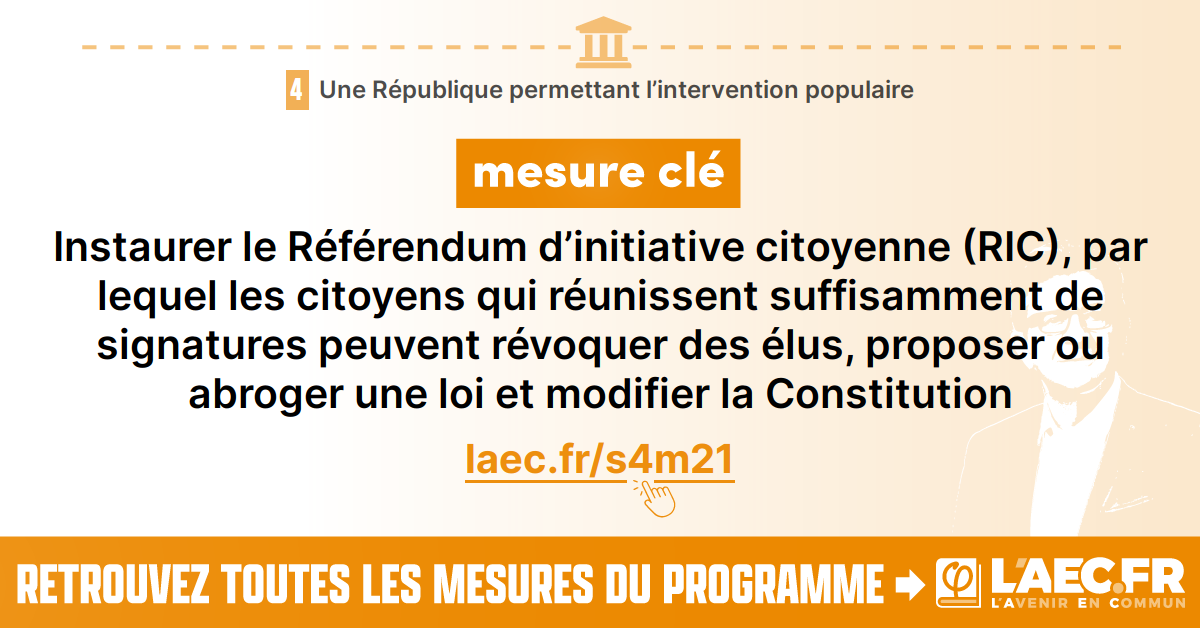 4 Une République permettant l’intervention populaire
mesure clé
Instaurer le Référendum d’initiative citoyenne (RIC), par
lequel les citoyens qui réunissent suffisamment de
signatures peuvent révoquer des élus, proposer ou
abroger une loi et modifier la Constitution
laec.fr/s4m21
RETROUVEZ TOUTES LES MESURES DU PROGRAMME
φ L'AEC.FR
L'AVENIR EN COMMUN